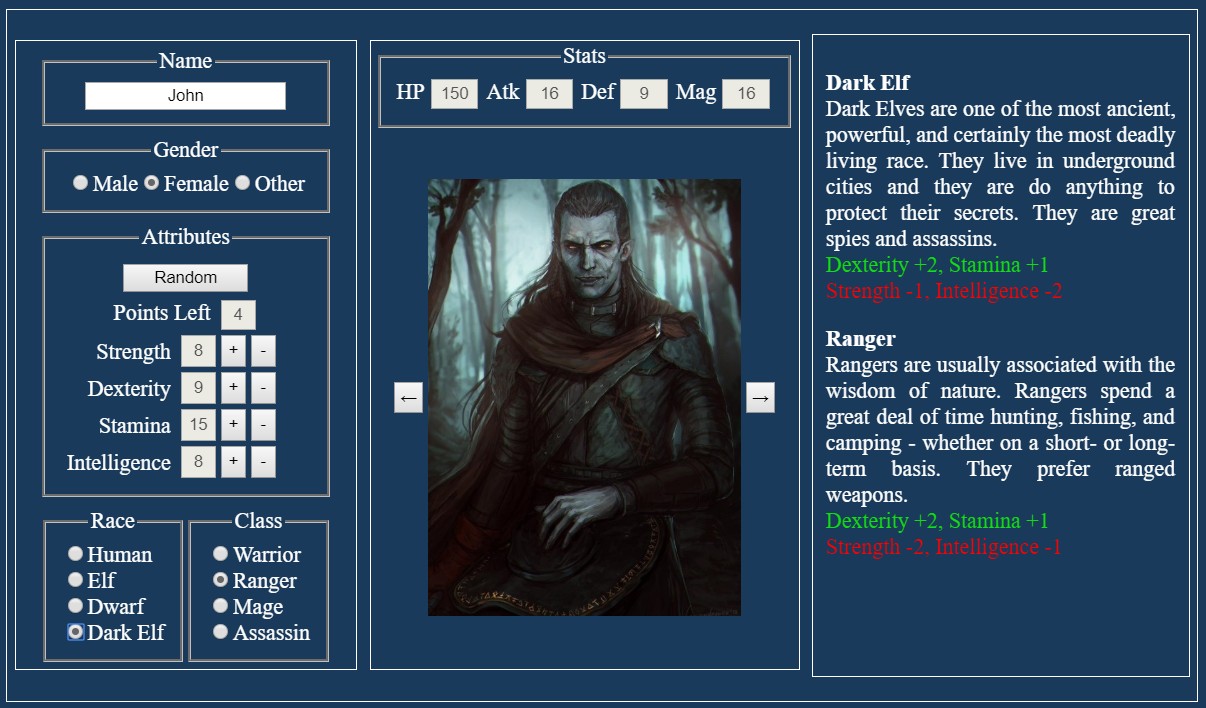 Name
John
Gender
Male Female Other
Attributes
Random
Points Left 4
Strength 8 + -
Dexterity 9 + -
Stamina 15 + -
Intelligence 8 + -
Race
Human
Elf
Dwarf
Dark Elf
Class
Warrior
Ranger
Mage
Assassin
Stats
HP 150 Atk 16 Def 9 Mag 16
← →
Dark Elf
Dark Elves are one of the most ancient,
powerful, and certainly the most deadly
living race. They live in underground
cities and they are do anything to
protect their secrets. They are great
spies and assassins.
Dexterity +2, Stamina +1
Strength -1, Intelligence -2
Ranger
Rangers are usually associated with the
wisdom of nature. Rangers spend a
great deal of time hunting, fishing, and
camping - whether on a short- or long-
term basis. They prefer ranged
weapons.
Dexterity +2, Stamina +1
Strength -2, Intelligence -1